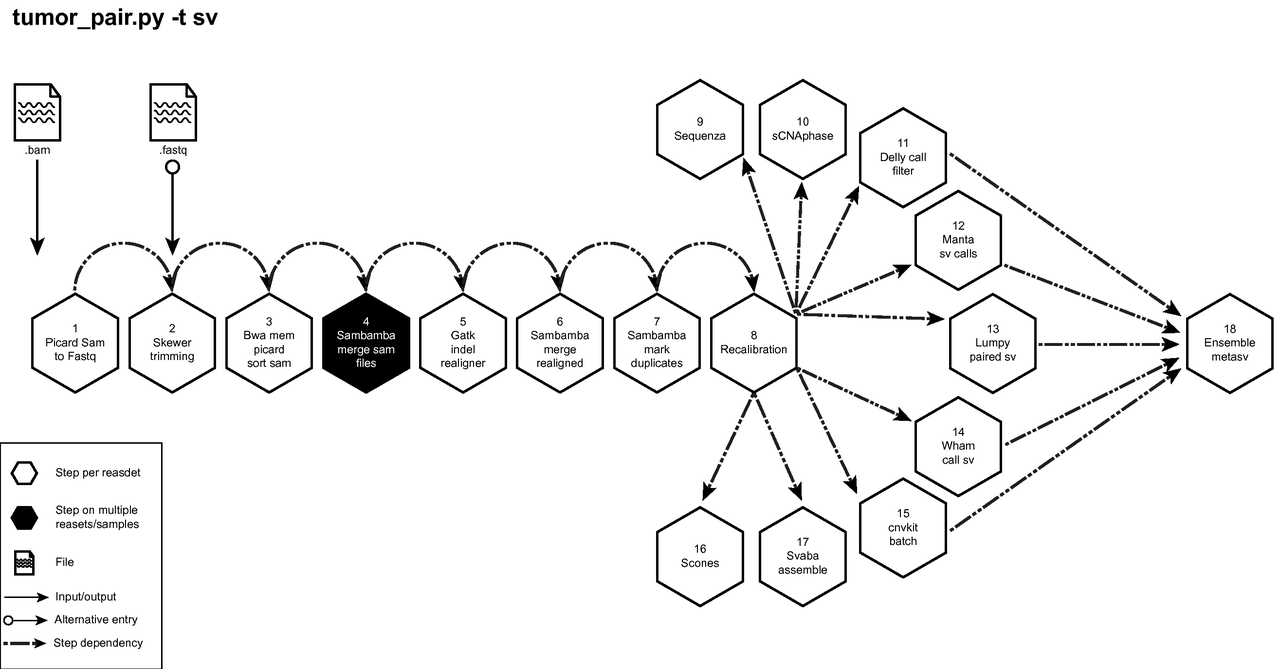 tumor_pair.py -t sv
.bam
.fastq
1
Picard Sam
to Fastq
2
Skewer
trimming
3
Bwa mem
picard
sort sam
4
Sambamba
merge sam
files
5
Gatk
indel
realigner
6
Sambamba
merge
realigned
7
Sambamba
mark
duplicates
8
Recalibration
9
Sequenza
10
sCNAphase
11
Delly call
filter
12
Manta
sv calls
13
Lumpy
paired sv
14
Wham
call sv
15
cnvkit
batch
16
Scones
17
Svaba
assemble
18
Ensemble
metasv
Step per reasdet
Step on multiple
reasets/samples
File
Input/output
Alternative entry
Step dependency